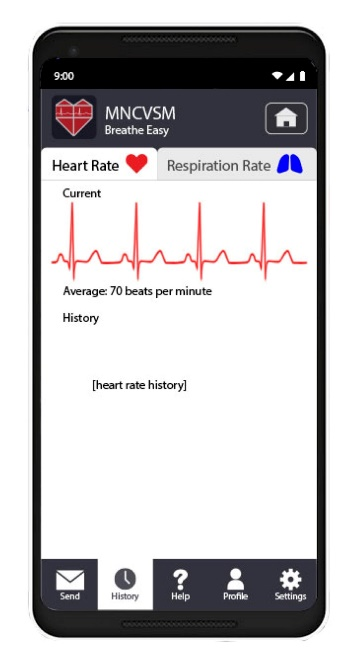 9:00
MNCVSM
Breathe Easy
Heart Rate
Respiration Rate
Current
Average: 70 beats per minute
History
[heart rate history]
Send
History
Help
Profile
Settings